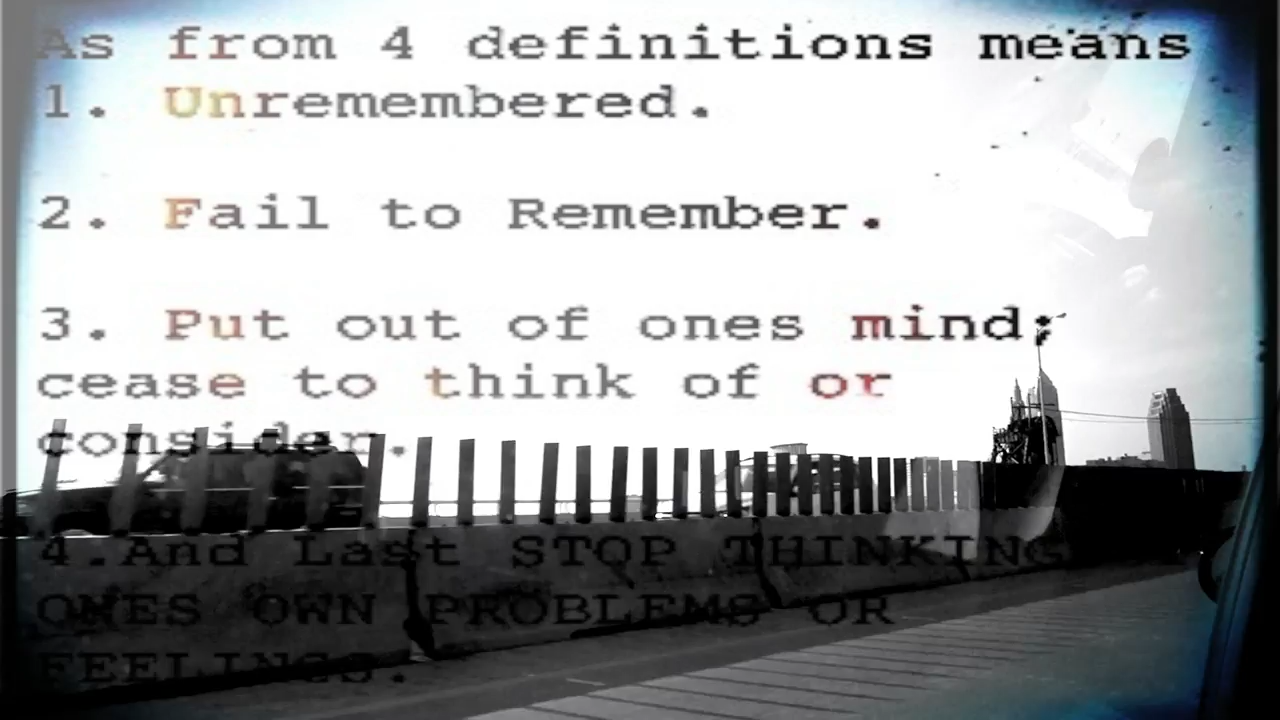 As from 4 definitions means
1. Unremembered.
2. Fail to Remember.
3. Put out of ones mind;
cease to think of or
consider.
4.And Last STOP THINKING
ONES OWN PROBLEMS OR
FEELINGS.